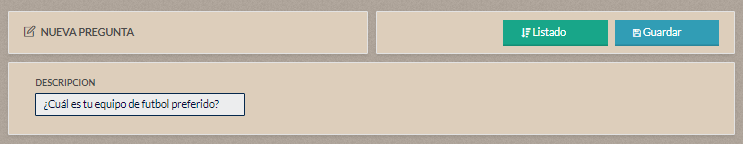 NUEVA PREGUNTA
Listado
Guardar
DESCRIPCION
¿Cuál es tu equipo de futbol preferido?